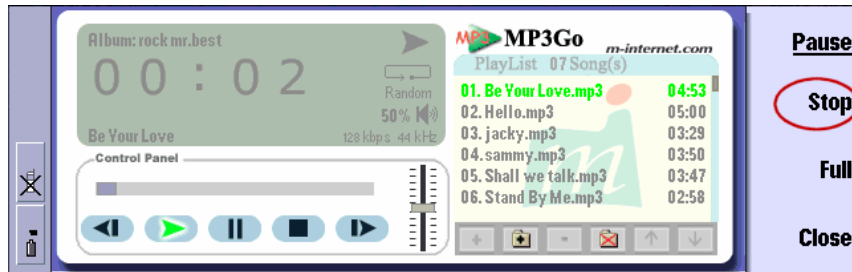 Album: rock mr.best
00:02
Random
50%
Be Your Love
128 kbps 44 kHz
Control Panel
MP3 MP3Go m-internet.com
PlayList 07 Song(s)
01. Be Your Love.mp3 04:53
02. Hello.mp3 05:00
03. jacky.mp3 03:29
04. sammy.mp3 03:50
05. Shall we talk.mp3 03:47
06. Stand By Me.mp3 02:58
Pause
Stop
Full
Close